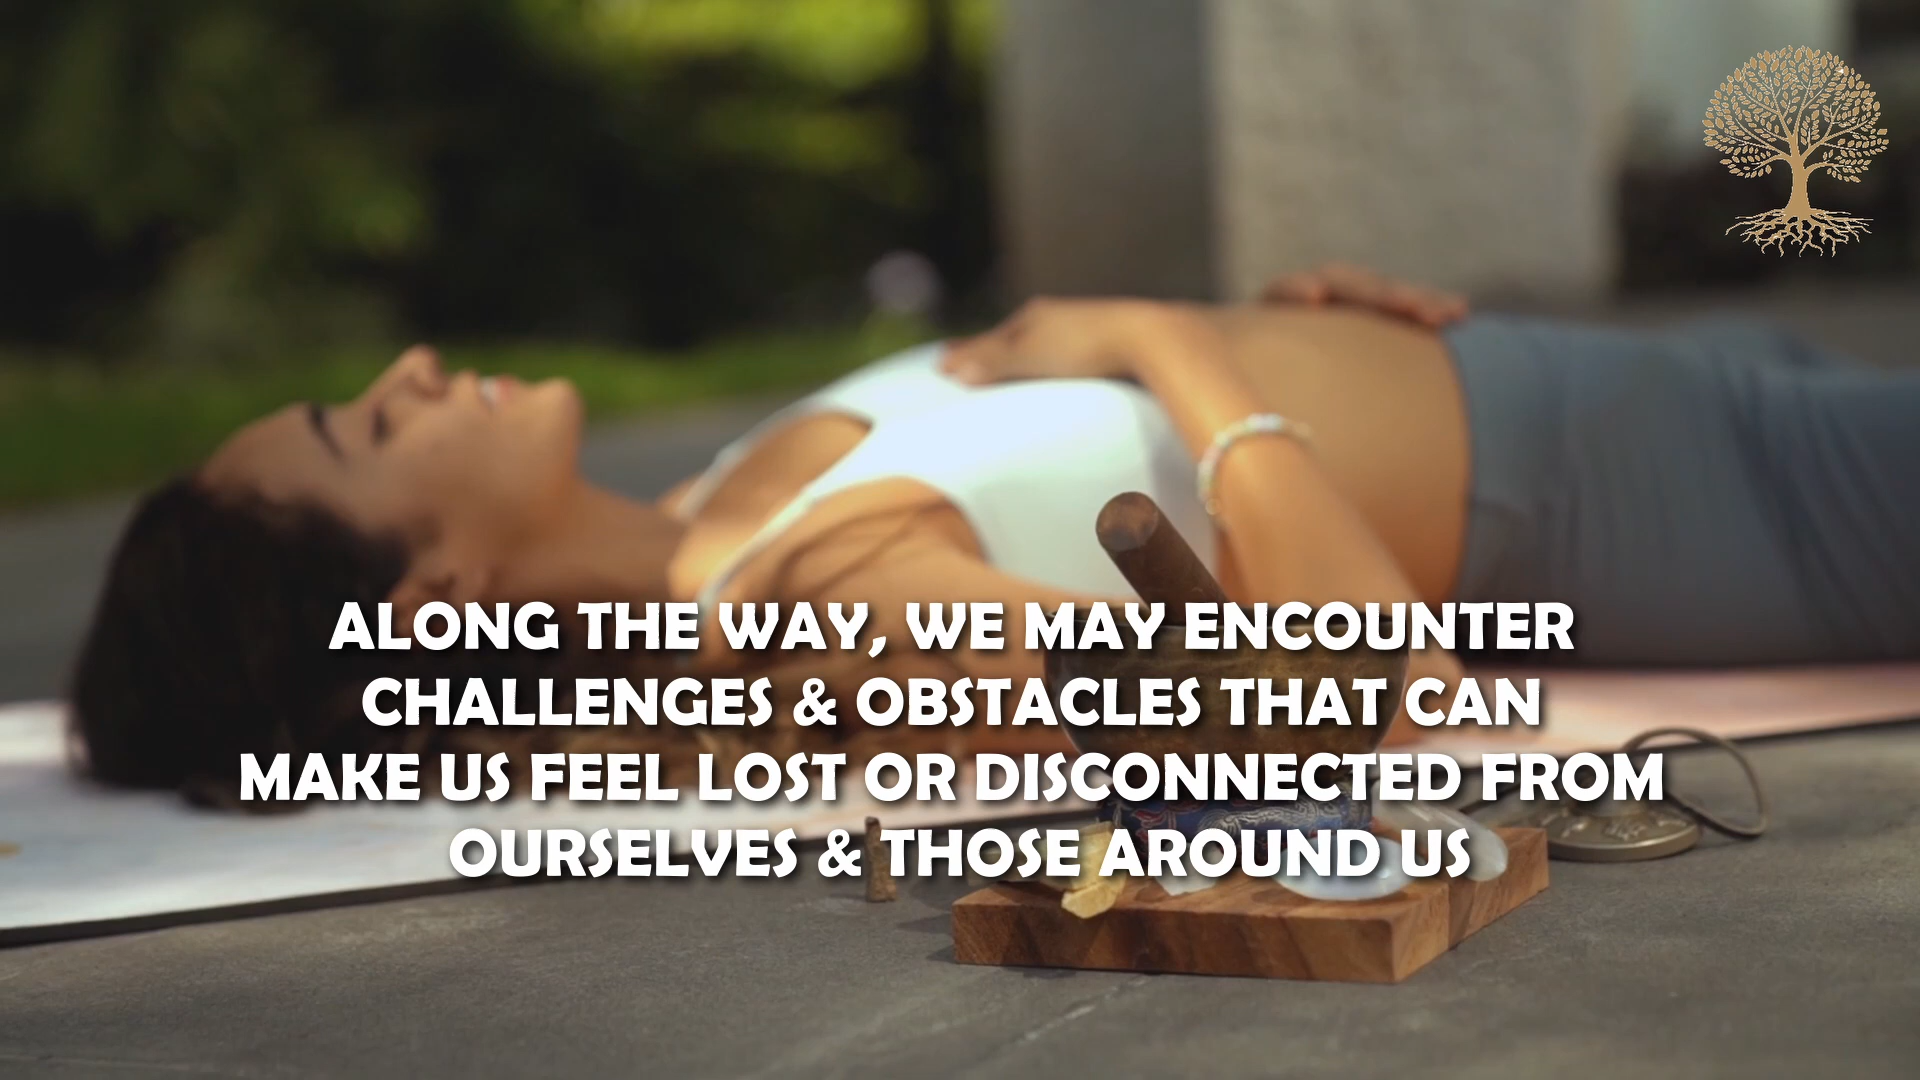 ALONG THE WAY, WE MAY ENCOUNTER
CHALLENGES & OBSTACLES THAT CAN
MAKE US FEEL LOST OR DISCONNECTED FROM
OURSELVES & THOSE AROUND US